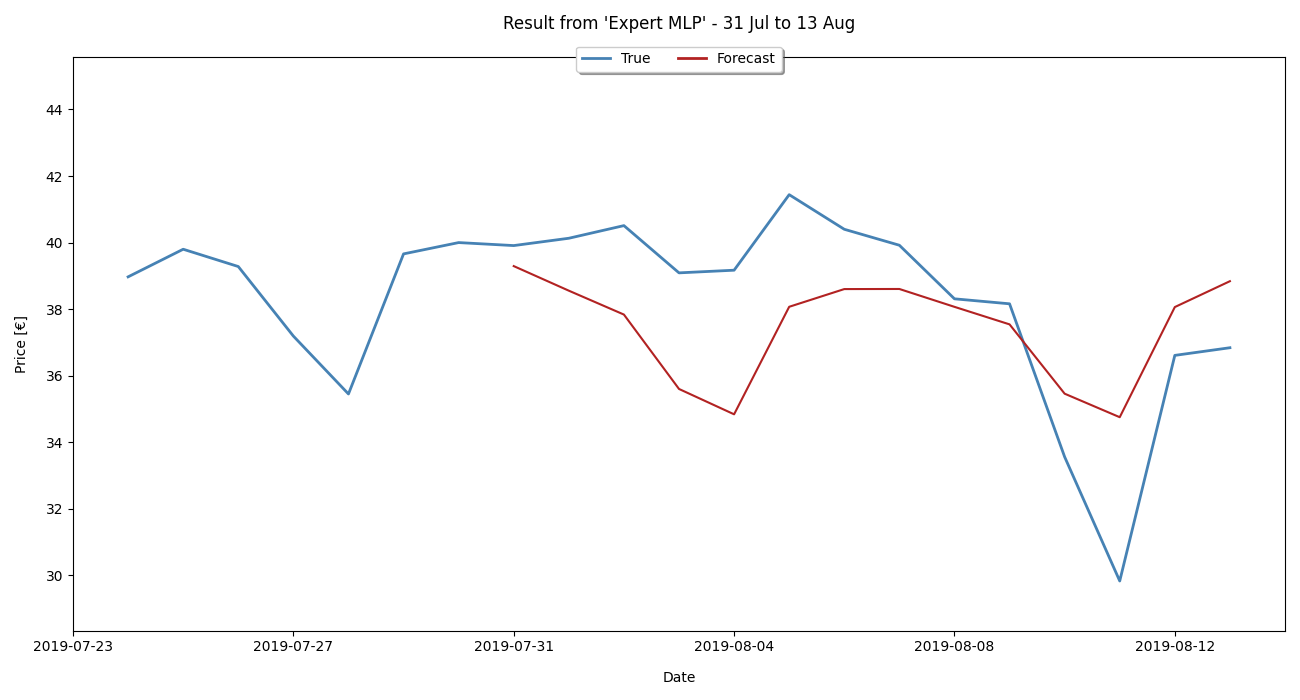 Result from 'Expert MLP' - 31 Jul to 13 Aug
True Forecast
44
42
40
38
36
34
32
30
Price [€]
2019-07-23 2019-07-27 2019-07-31 2019-08-04 2019-08-08 2019-08-12
Date